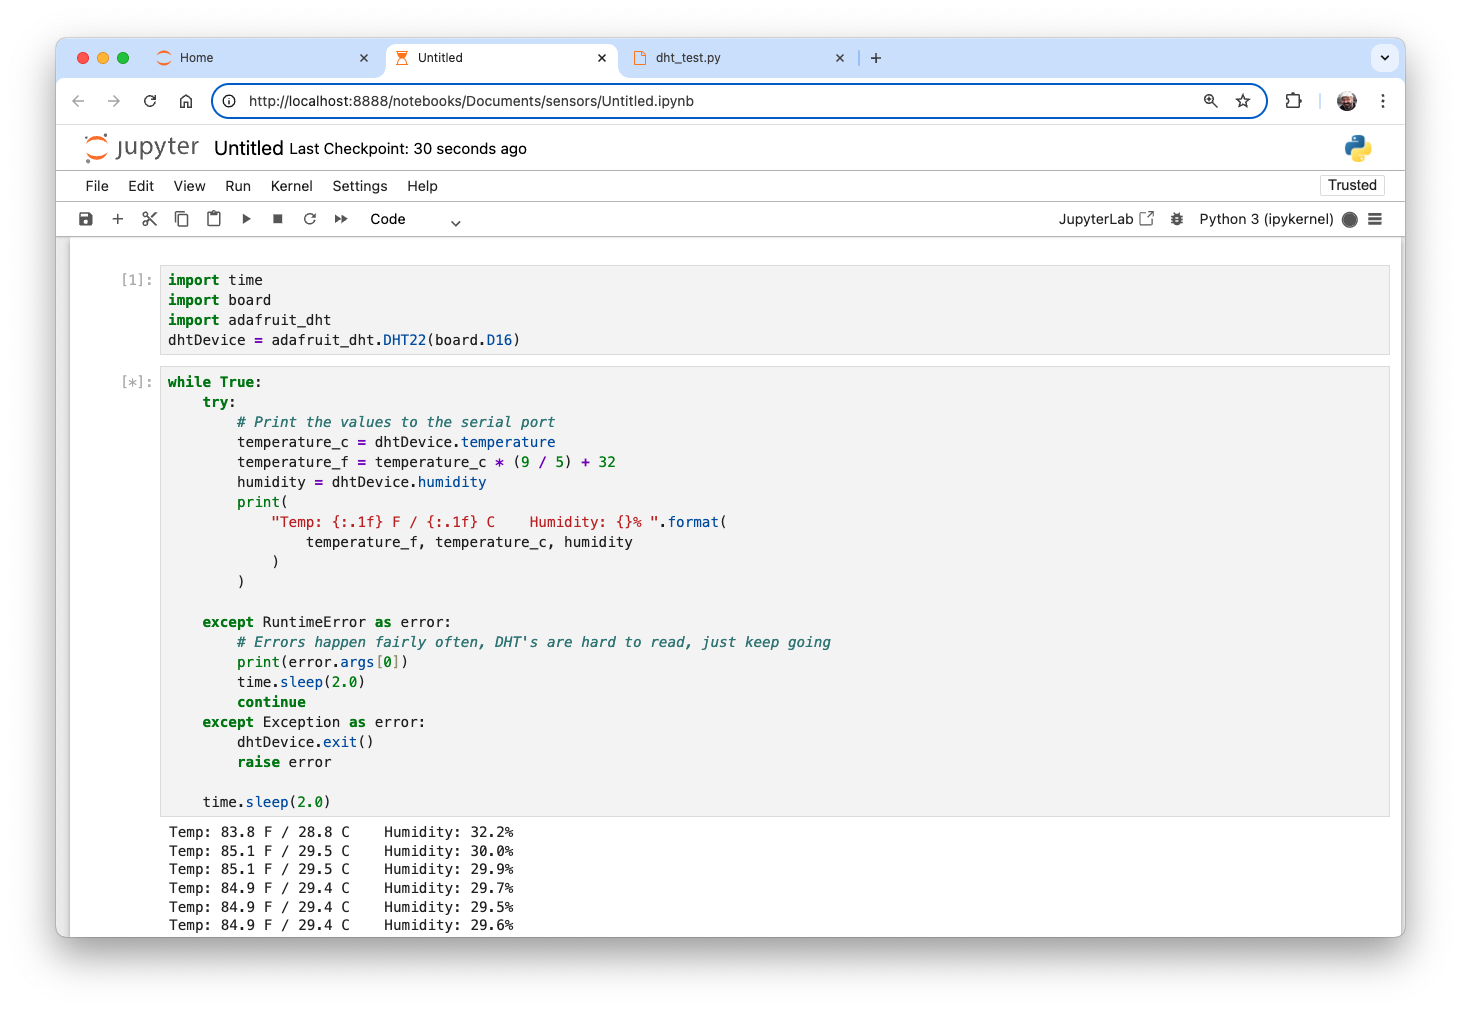 Home
Untitled
dht_test.py
http://localhost:8888/notebooks/Documents/sensors/Untitled.ipynb
jupyter Untitled Last Checkpoint: 30 seconds ago
File Edit View Run Kernel Settings Help
Trusted
Code
JupyterLab
Python 3 (ipykernel)
[1]: import time
import board
import adafruit_dht
dhtDevice = adafruit_dht.DHT22(board.D16)
[*]: while True:
    try:
        # Print the values to the serial port
        temperature_c = dhtDevice.temperature
        temperature_f = temperature_c * (9 / 5) + 32
        humidity = dhtDevice.humidity
        print(
            "Temp: {:.1f} F / {:.1f} C    Humidity: {}% ".format(
                temperature_f, temperature_c, humidity
            )
        )
    except RuntimeError as error:
        # Errors happen fairly often, DHT's are hard to read, just keep going
        print(error.args[0])
        time.sleep(2.0)
        continue
    except Exception as error:
        dhtDevice.exit()
        raise error
    time.sleep(2.0)
Temp: 83.8 F / 28.8 C    Humidity: 32.2%
Temp: 85.1 F / 29.5 C    Humidity: 30.0%
Temp: 85.1 F / 29.5 C    Humidity: 29.9%
Temp: 84.9 F / 29.4 C    Humidity: 29.7%
Temp: 84.9 F / 29.4 C    Humidity: 29.5%
Temp: 84.9 F / 29.4 C    Humidity: 29.6%